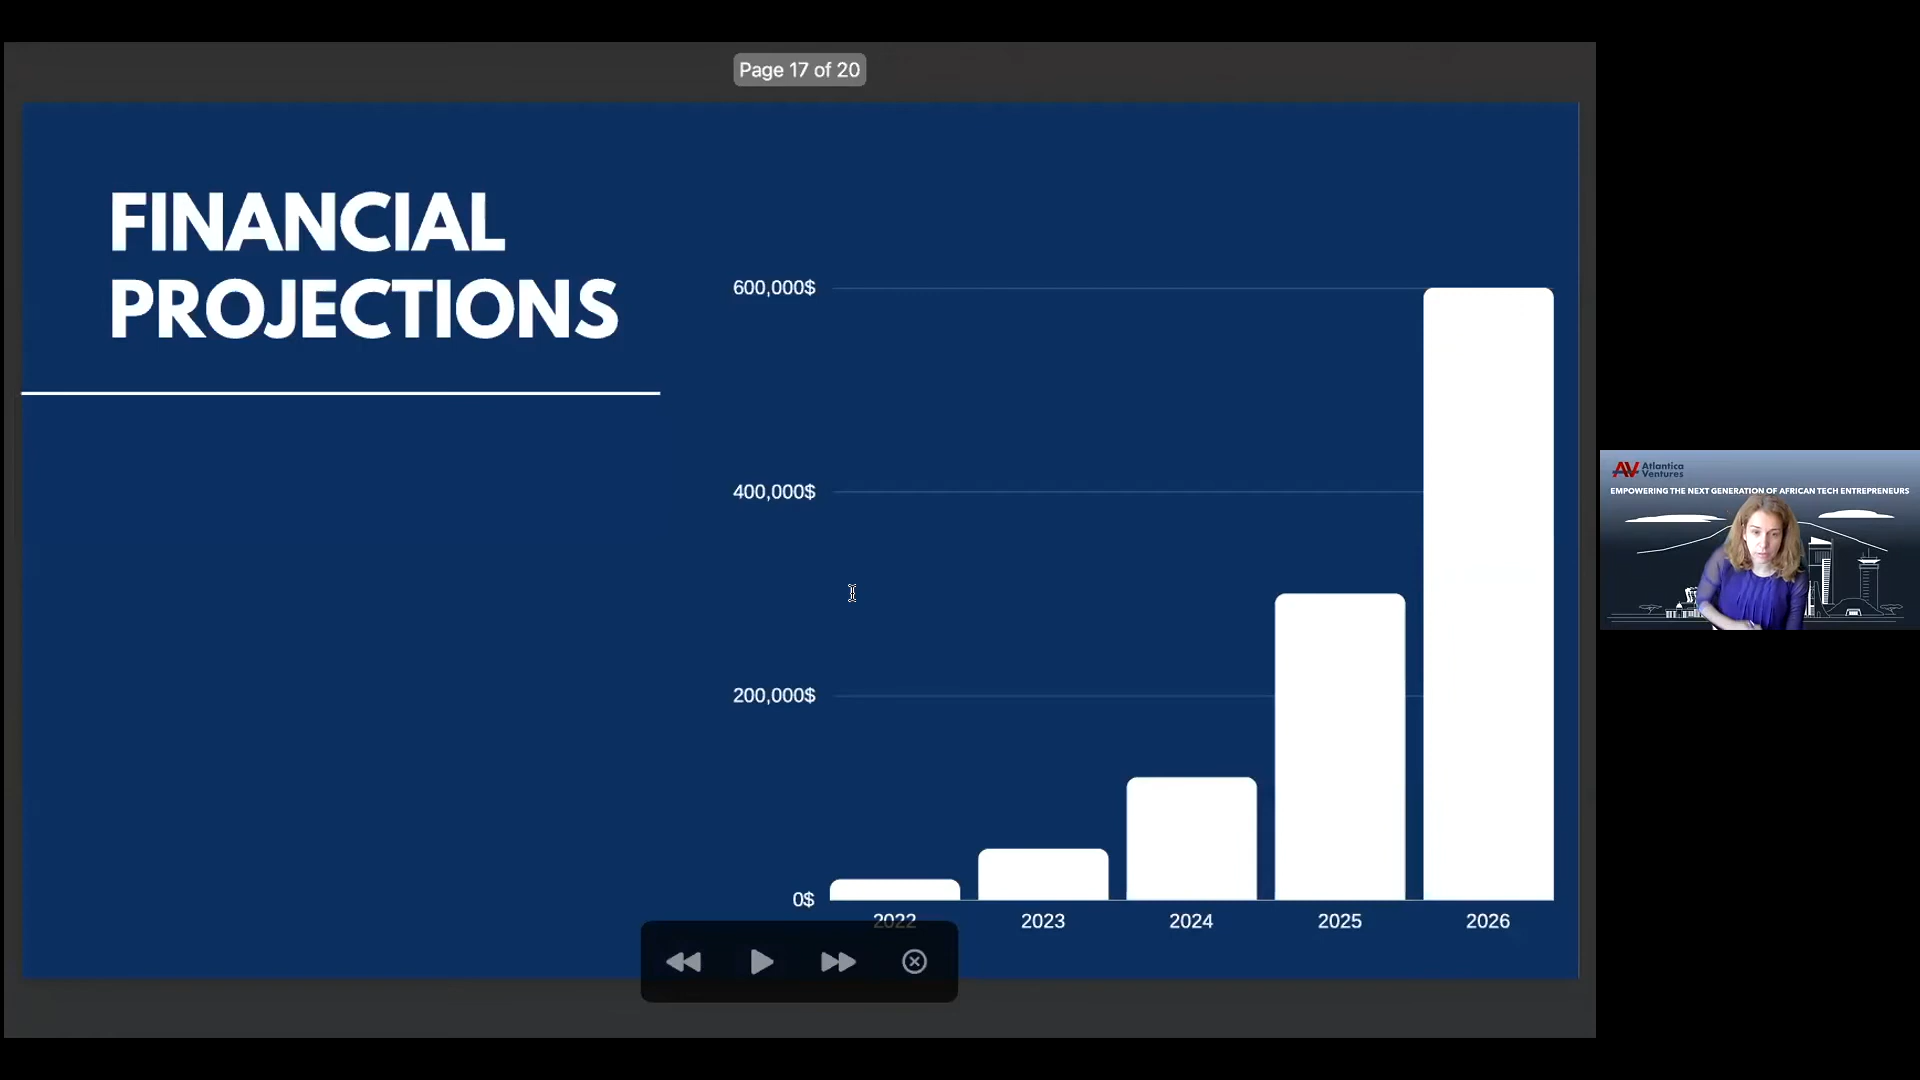 Page 17 of 20
FINANCIAL
PROJECTIONS
600,000$
400,000$
200,000$
0$
2022
2023
2024
2025
2026
AV Atlantica
Ventures
EMPOWERING THE NEXT GENERATION OF AFRICAN TECH ENTREPRENEURS